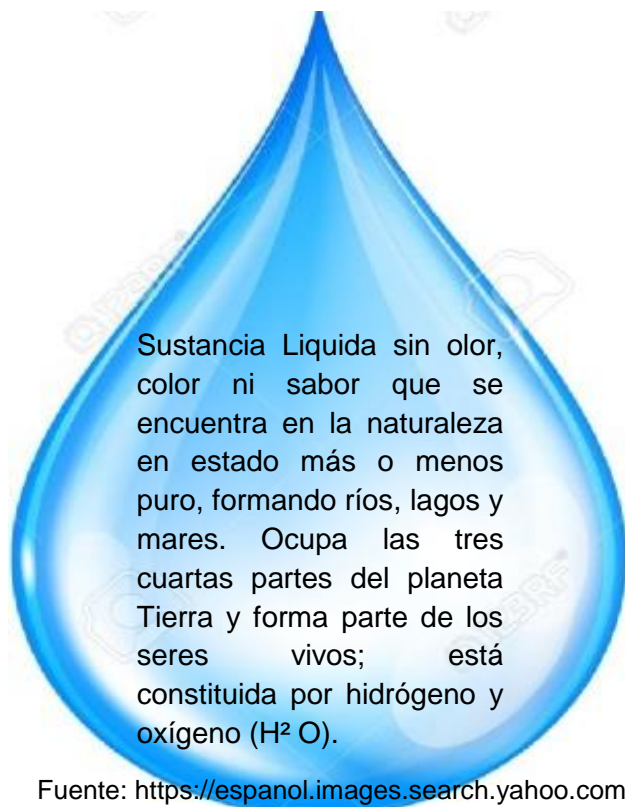 Sustancia Liquida sin olor,
color ni sabor que se
encuentra en la naturaleza
en estado más o menos
puro, formando ríos, lagos y
mares. Ocupa las tres
cuartas partes del planeta
Tierra y forma parte de los
seres vivos; está
constituida por hidrógeno y
oxígeno (H² O).
Fuente: https://espanol.images.search.yahoo.com